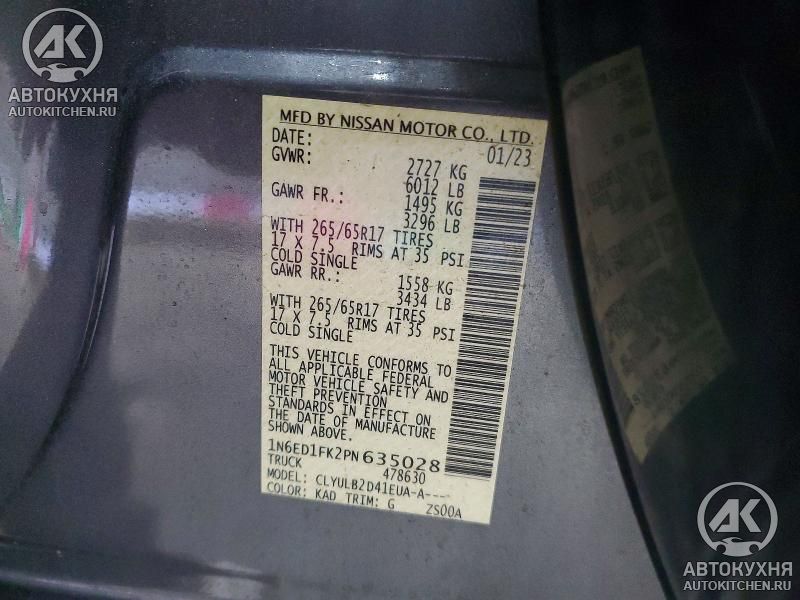 AK
АВТОКУХНЯ
AUTOKITCHEN.RU
MFD BY NISSAN MOTOR CO., LTD.
DATE: 01/23
GVWR: 2727 KG
6012 LB
GAWR FR.: 1495 KG
3296 LB
WITH 265/65R17 TIRES
17 X 7.5 RIMS AT 35 PSI
COLD SINGLE
GAWR RR.: 1558 KG
3434 LB
WITH 265/65R17 TIRES
17 X 7.5 RIMS AT 35 PSI
COLD SINGLE
THIS VEHICLE CONFORMS TO
ALL APPLICABLE FEDERAL
MOTOR VEHICLE SAFETY AND
THEFT PREVENTION
STANDARDS IN EFFECT ON
THE DATE OF MANUFACTURE
SHOWN ABOVE.
1N6ED1FK2PN635028
TRUCK 478630
MODEL: CLYULB2D41EUA-A----
COLOR: KAD TRIM: G ZS00A
AK
АВТОКУХНЯ
AUTOKITCHEN.RU